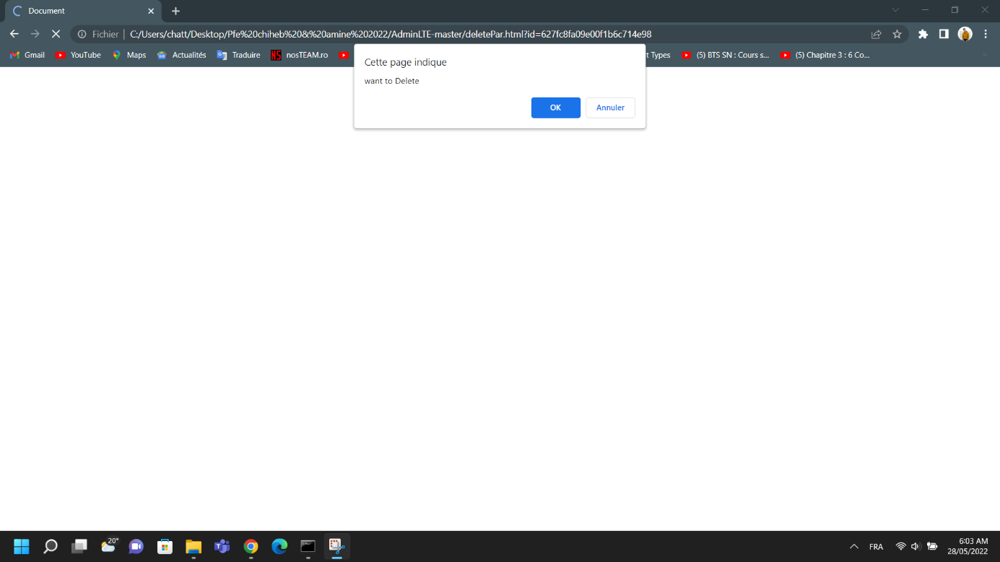 Document
Fichier | C:/Users/chatt/Desktop/Pfe%20chiheb%20&%20amine%202022/AdminLTE-master/deletePar.html?id=627fc8fa09e00f1b6c714e98
Gmail YouTube Maps Actualités Traduire NS nosTEAM.ro t Types (5) BTS SN : Cours s... (5) Chapitre 3 : 6 Co...
Cette page indique
want to Delete
OK Annuler
20°
FRA
6:03 AM
28/05/2022